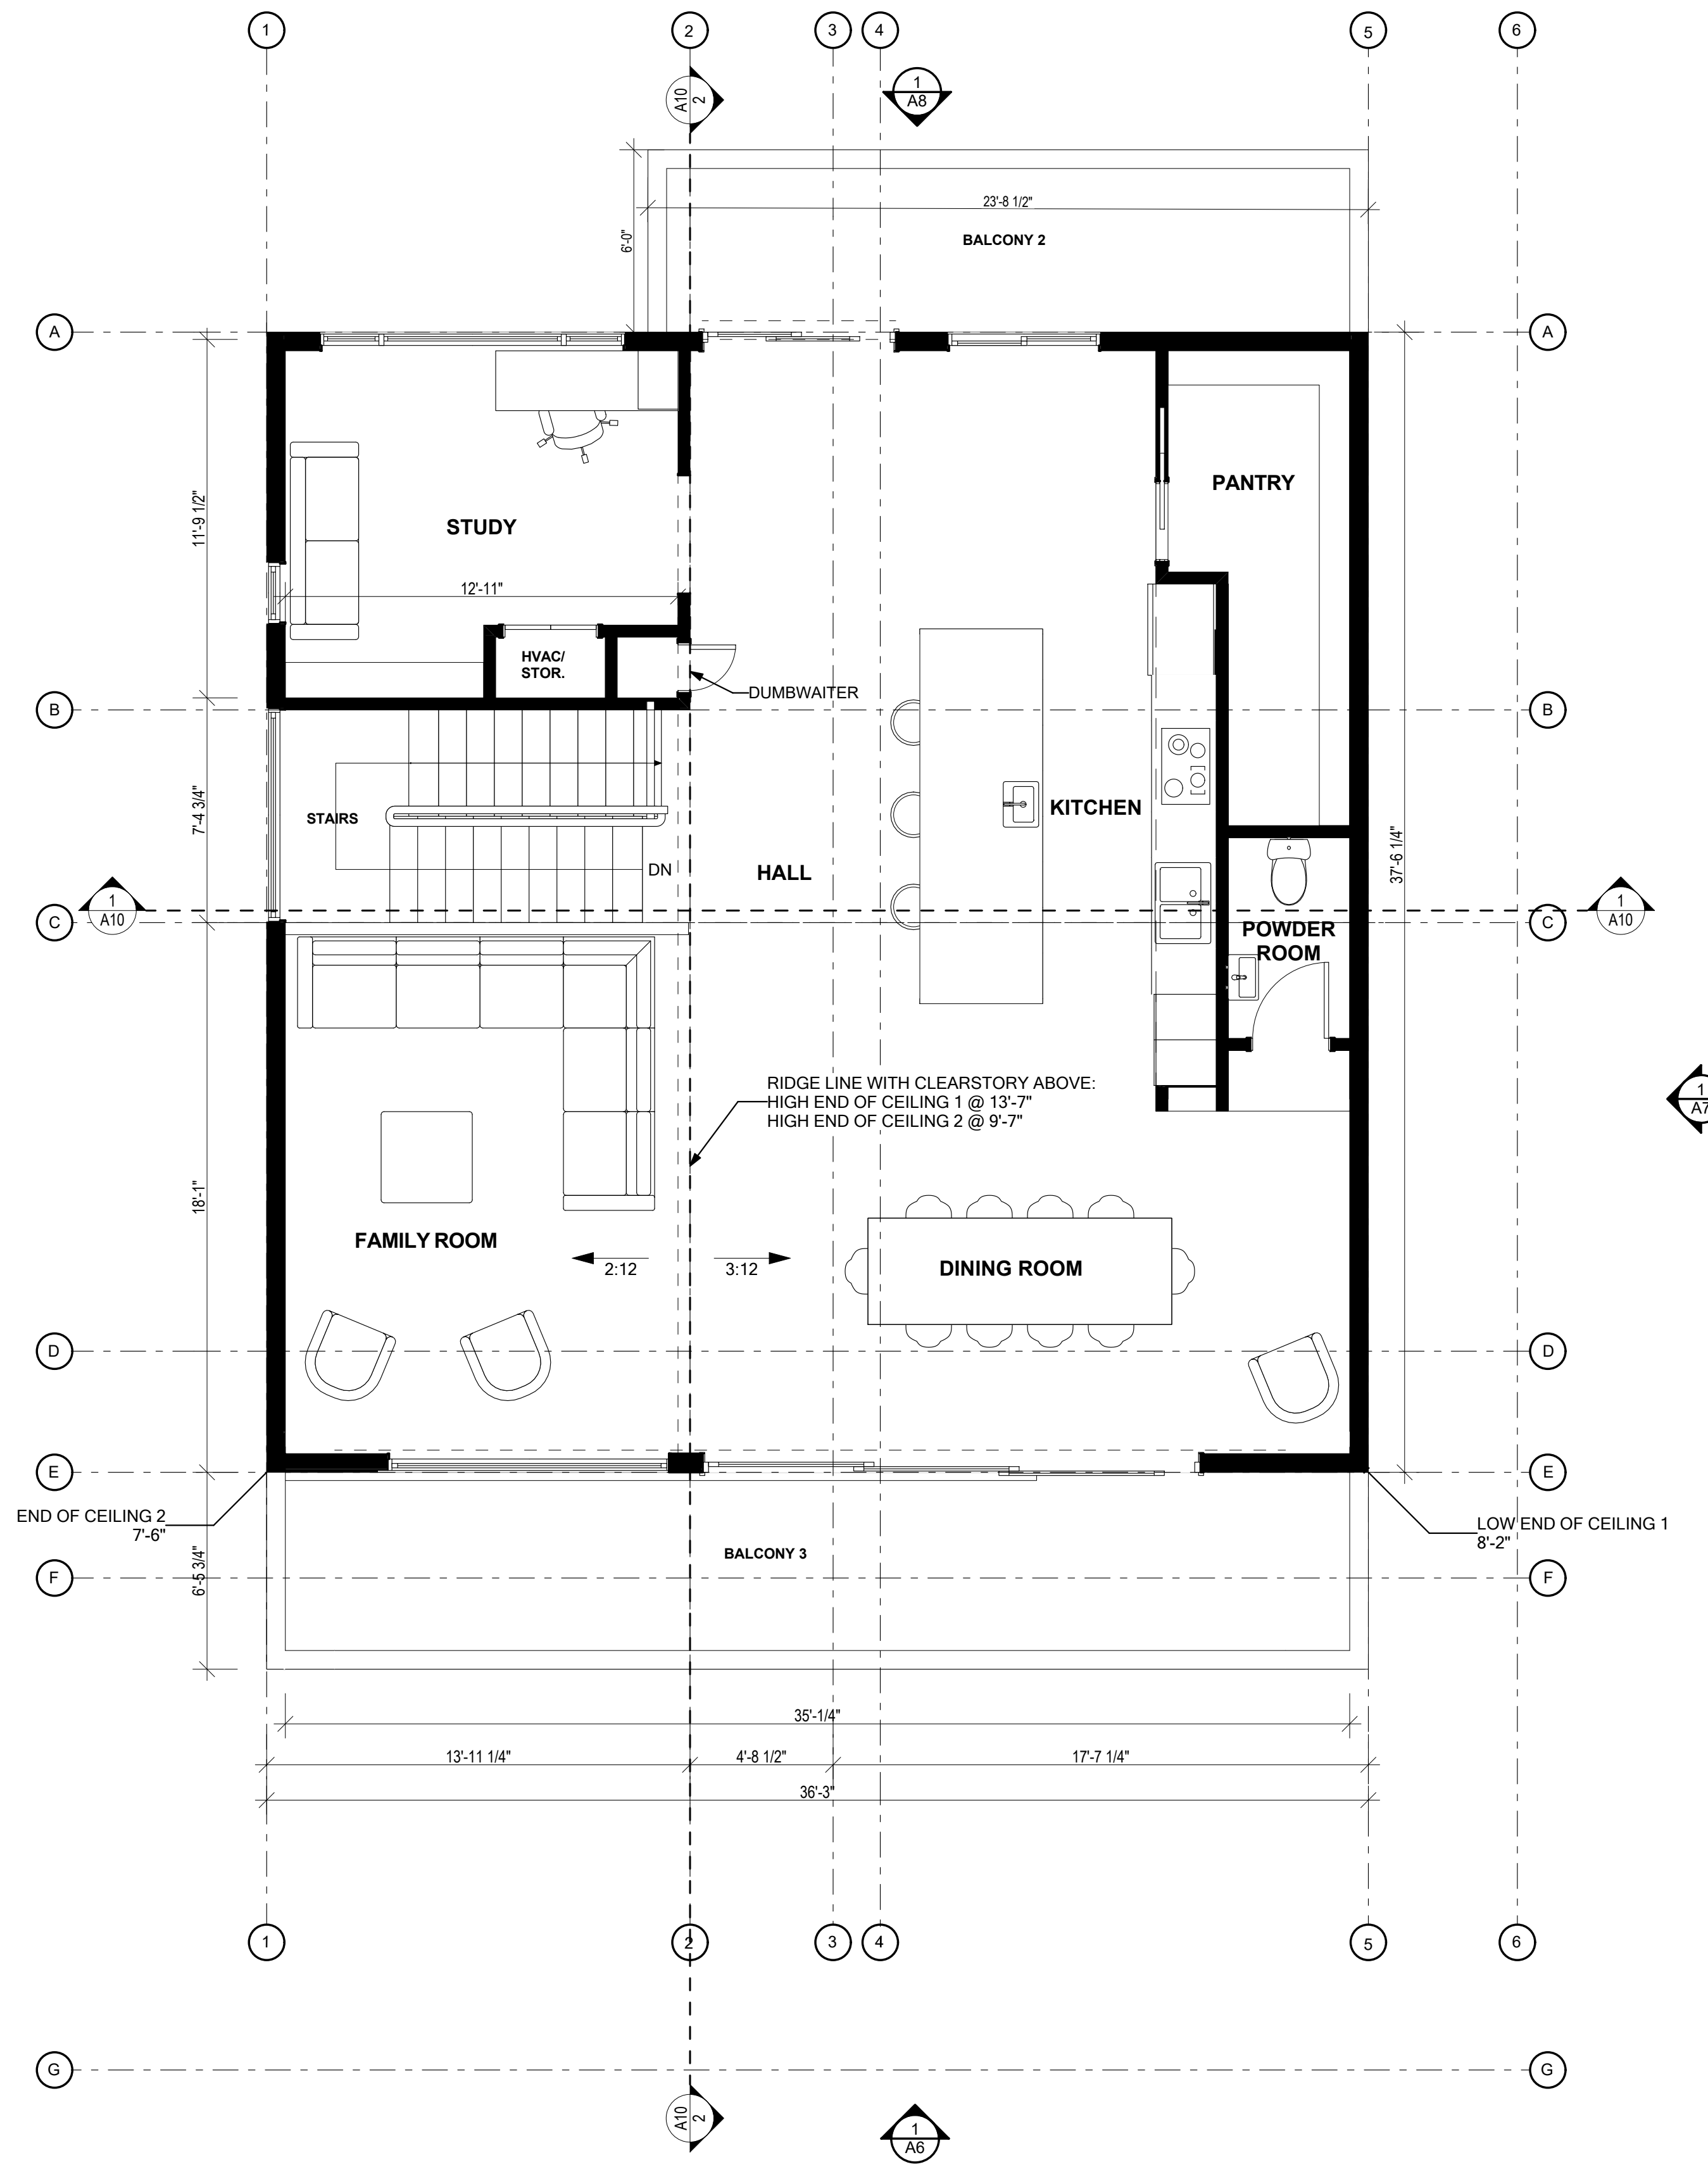 1
2
3
4
5
6
A10
2
1
A8
23'-8 1/2"
6'-0"
BALCONY 2
A
A
11'-9 1/2"
STUDY
PANTRY
12'-11"
HVAC/
STOR.
DUMBWAITER
B
B
7'-4 3/4"
STAIRS
KITCHEN
37'-6 1/4"
DN
HALL
1
A10
1
A10
C
C
POWDER
ROOM
RIDGE LINE WITH CLEARSTORY ABOVE:
HIGH END OF CEILING 1 @ 13'-7"
HIGH END OF CEILING 2 @ 9'-7"
1
A7
18'-1"
FAMILY ROOM
2:12
3:12
DINING ROOM
D
D
E
E
END OF CEILING 2
7'-6"
LOW END OF CEILING 1
8'-2"
BALCONY 3
6'-5 3/4"
F
F
35'-1/4"
13'-11 1/4"
4'-8 1/2"
17'-7 1/4"
36'-3"
1
2
3
4
5
6
G
G
A10
2
1
A6